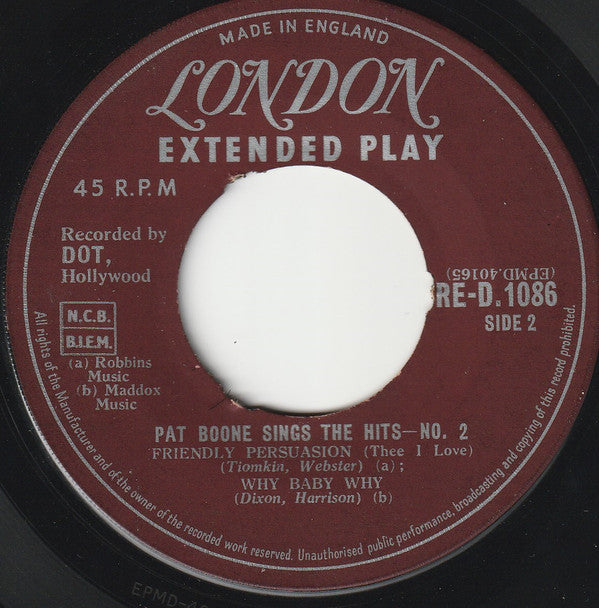 MADE IN ENGLAND
LONDON
EXTENDED PLAY
45 R.P.M
Recorded by
DOT,
Hollywood
(EPMD.40165)
RE-D.1086
SIDE 2
N.C.B.
B.I.E.M.
(a) Robbins
Music
(b) Maddox
Music
PAT BOONE SINGS THE HITS—NO. 2
FRIENDLY PERSUASION (Thee I Love)
(Tiomkin, Webster) (a);
WHY BABY WHY
(Dixon, Harrison) (b)
All rights of the Manufacturer and of the owner of the recorded work reserved. Unauthorised public performance, broadcasting and copying of this record prohibited.